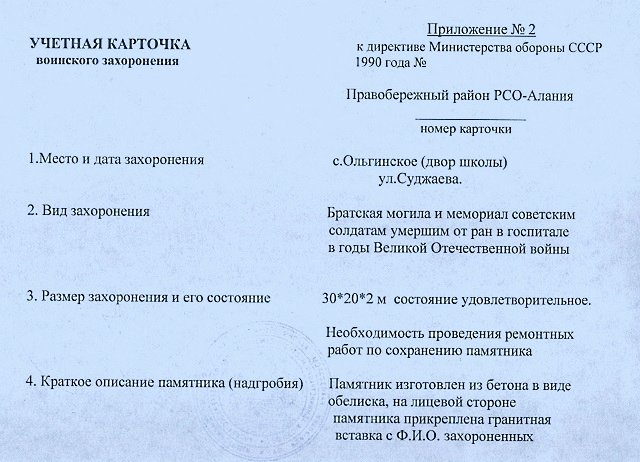 Приложение № 2
УЧЕТНАЯ КАРТОЧКА
воинского захоронения
к директиве Министерства обороны СССР
1990 года №
Правобережный район РСО-Алания
номер карточки
1.Место и дата захоронения
с.Ольгинское (двор школы)
ул.Суджаева.
2. Вид захоронения
Братская могила и мемориал советским
солдатам умершим от ран в госпитале
в годы Великой Отечественной войны
3. Размер захоронения и его состояние
30*20*2 м состояние удовлетворительное.
Необходимость проведения ремонтных
работ по сохранению памятника
4. Краткое описание памятника (надгробия)
Памятник изготовлен из бетона в виде
обелиска, на лицевой стороне
памятника прикреплена гранитная
вставка с Ф.И.О. захороненных